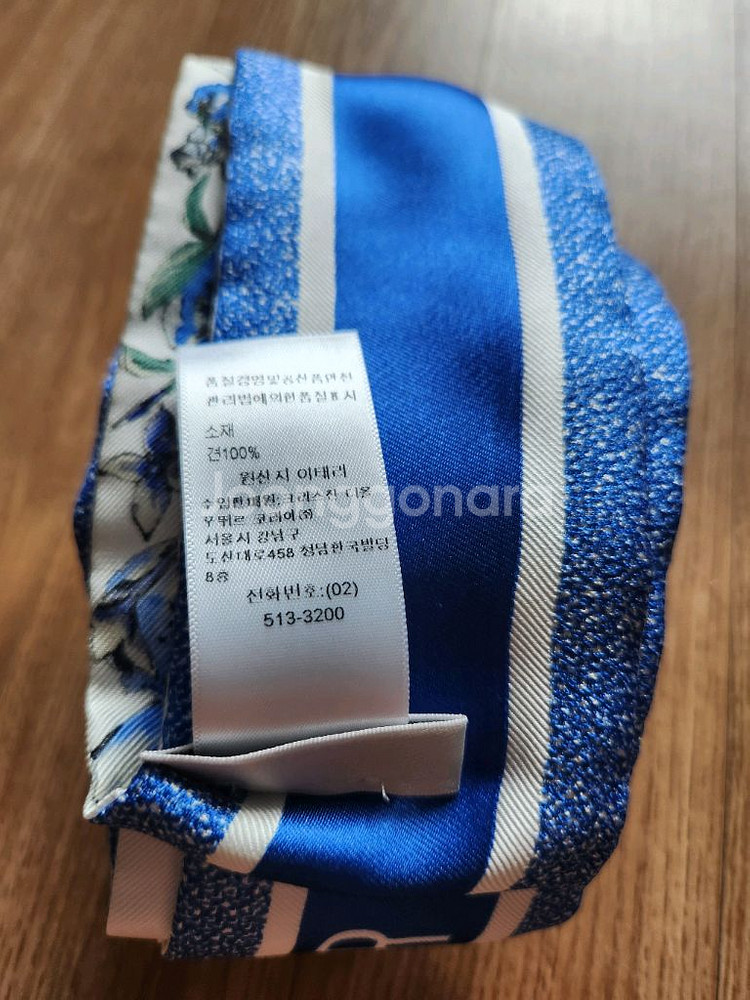 품질경영및공산품안전
관리법에의한품질표시
소재
견100%
원산지 이태리
수입판매원: 크리스찬 디올
꾸뛰르 코리아㈜
서울시 강남구
도산대로458 청담한국빌딩
8층
전화번호:(02)
513-3200
ggonara